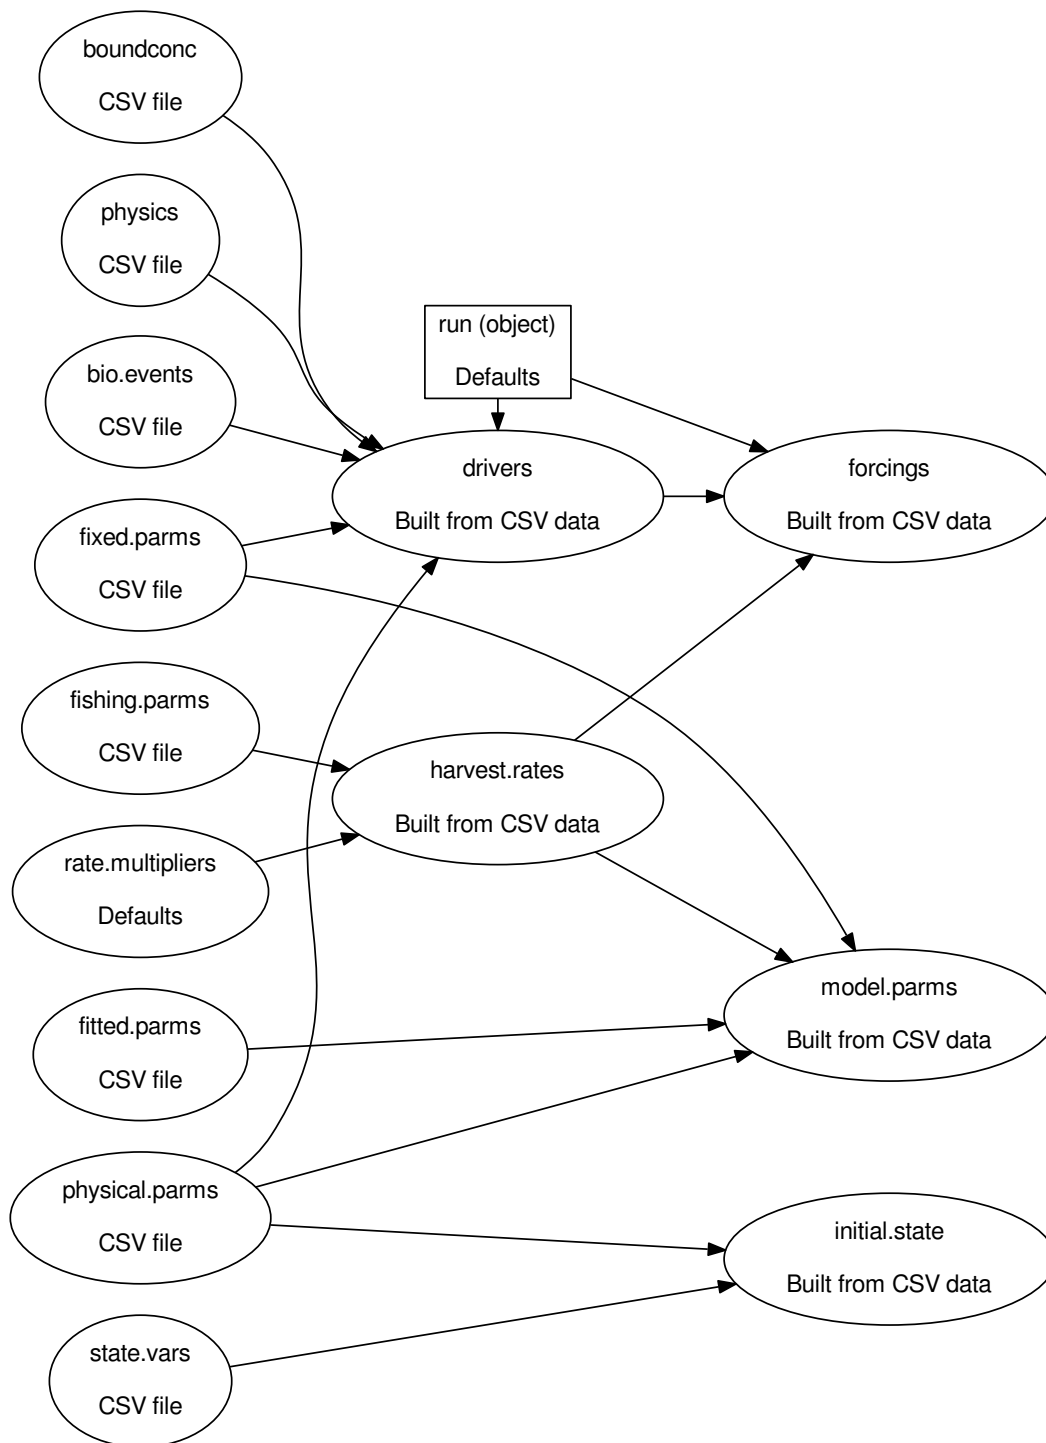 boundconc
CSV file
physics
CSV file
bio.events
CSV file
fixed.parms
CSV file
fishing.parms
CSV file
rate.multipliers
Defaults
fitted.parms
CSV file
physical.parms
CSV file
state.vars
CSV file
run (object)
Defaults
drivers
Built from CSV data
harvest.rates
Built from CSV data
forcings
Built from CSV data
model.parms
Built from CSV data
initial.state
Built from CSV data